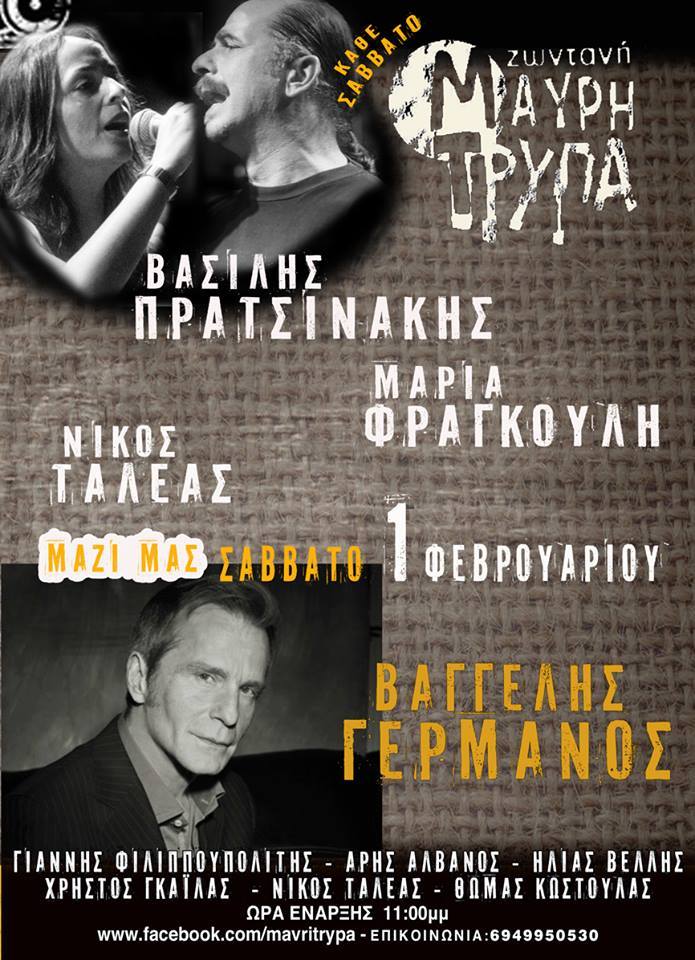 ΚΑΘΕ
ΣΑΒΒΑΤΟ
ζωντανή
ΜΑΥΡΗ
ΤΡΥΠΑ
ΒΑΣΙΛΗΣ
ΠΡΑΤΣΙΝΑΚΗΣ
ΜΑΡΙΑ
ΦΡΑΓΚΟΥΛΗ
ΝΙΚΟΣ
ΤΑΛΕΑΣ
ΜΑΖΙ ΜΑΣ ΣΑΒΒΑΤΟ 1 ΦΕΒΡΟΥΑΡΙΟΥ
ΒΑΓΓΕΛΗΣ
ΓΕΡΜΑΝΟΣ
ΓΙΑΝΝΗΣ ΦΙΛΙΠΠΟΥΠΟΛΙΤΗΣ - ΑΡΗΣ ΑΛΒΑΝΟΣ - ΗΛΙΑΣ ΒΕΛΛΗΣ
ΧΡΗΣΤΟΣ ΓΚΑΪΛΑΣ - ΝΙΚΟΣ ΤΑΛΕΑΣ - ΘΩΜΑΣ ΚΩΣΤΟΥΛΑΣ
ΩΡΑ ΕΝΑΡΞΗΣ 11:00μμ
www.facebook.com/mavritrypa - ΕΠΙΚΟΙΝΩΝΙΑ:6949950530